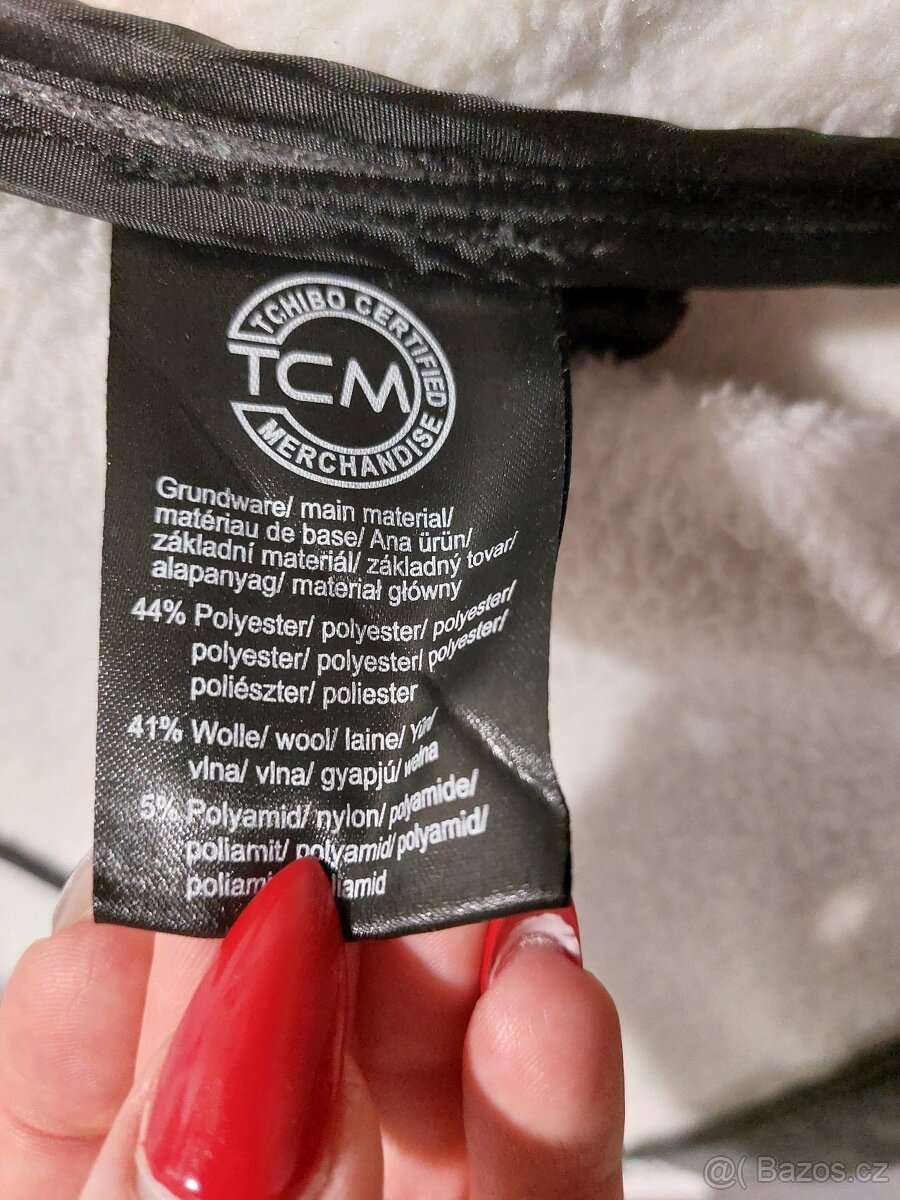 TCHIBO CERTIFIED
TCM
MERCHANDISE
Grundware/ main material/
matériau de base/ Ana ürün/
základní materiál/ základný tovar/
alapanyag/ materiał główny
44% Polyester/ polyester/ polyester/
polyester/ polyester/ polyester/
poliészter/ poliester
41% Wolle/ wool/ laine/ Yün/
vlna/ vlna/ gyapjú/ wełna
5% Polyamid/ nylon/ polyamide/
poliamit/ polyamid/ polyamid/
@( Bazos.cz